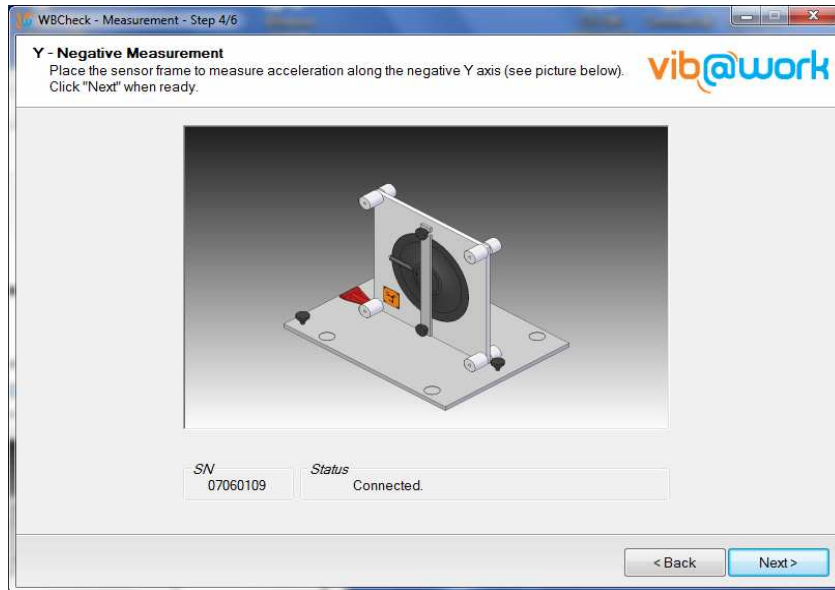 WBCheck - Measurement - Step 4/6
Y - Negative Measurement
Place the sensor frame to measure acceleration along the negative Y axis (see picture below).
Click "Next" when ready.
vib@work
SN
07060109
Status
Connected.
< Back
Next >